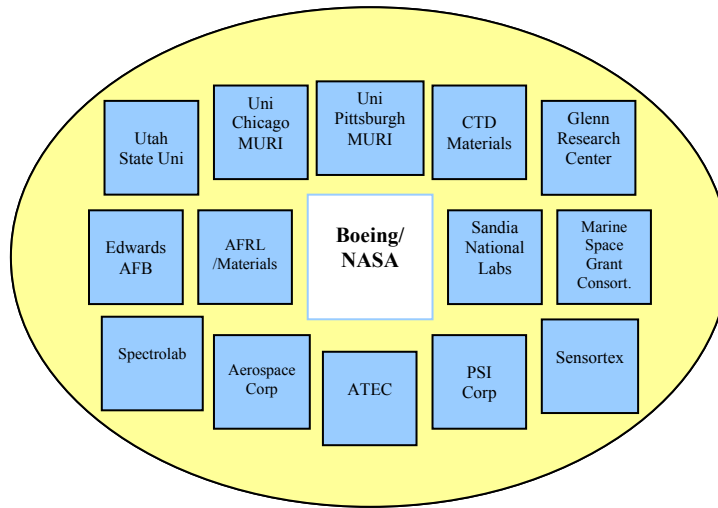 Utah
State Uni
Uni
Chicago
MURI
Uni
Pittsburgh
MURI
CTD
Materials
Glenn
Research
Center
Edwards
AFB
AFRL
/Materials
Boeing/
NASA
Sandia
National
Labs
Marine
Space
Grant
Consort.
Spectrolab
Aerospace
Corp
ATEC
PSI
Corp
Sensortex